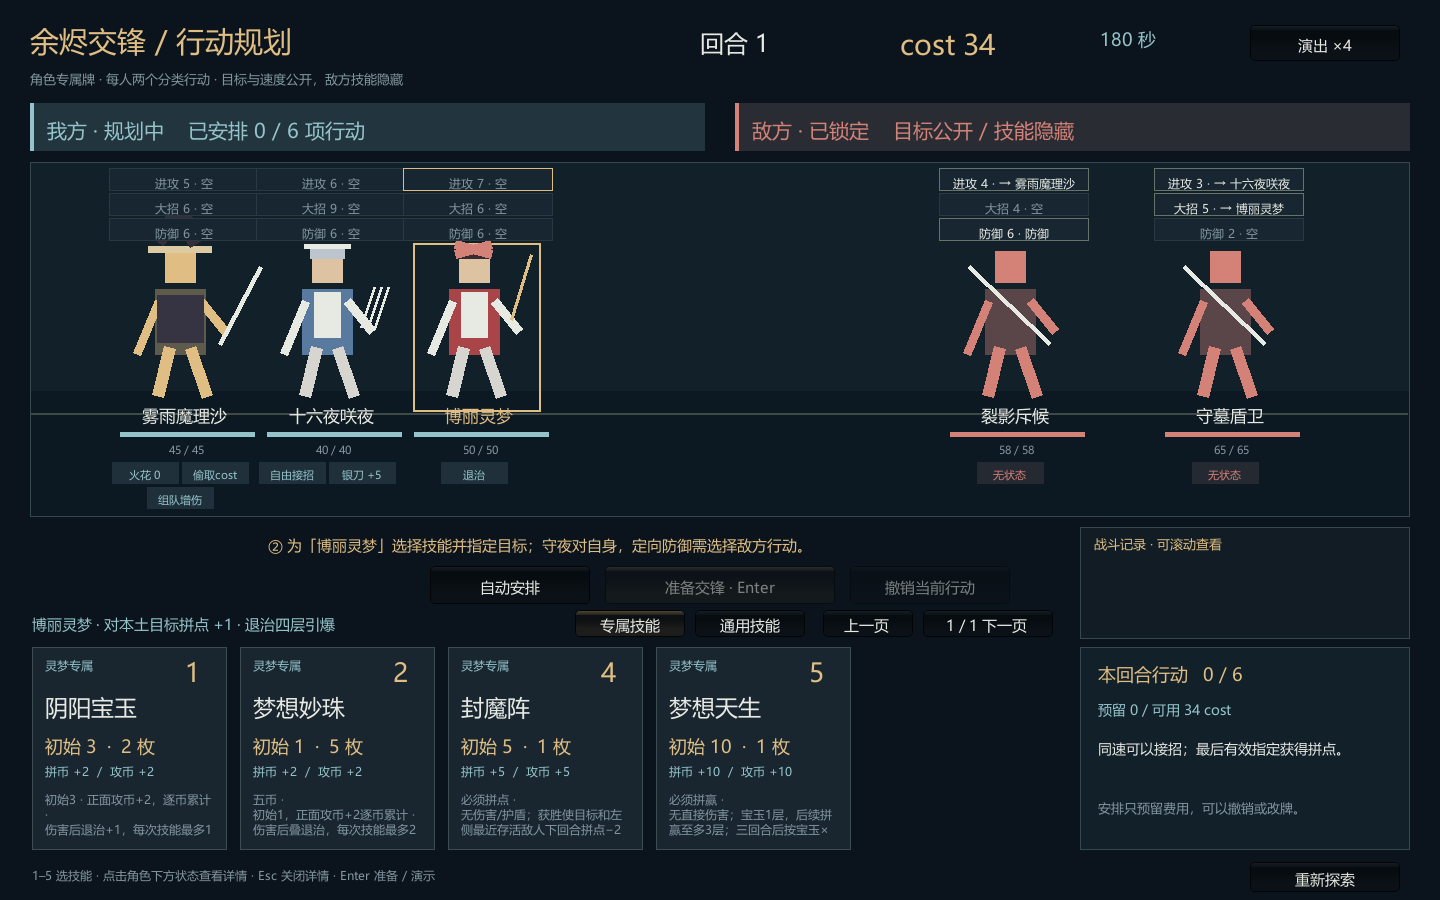 余烬交锋 / 行动规划
回合 1
cost 34
180 秒
演出 ×4
角色专属牌 · 每人两个分类行动 · 目标与速度公开，敌方技能隐藏
我方 · 规划中　已安排 0 / 6 项行动
敌方 · 已锁定　目标公开 / 技能隐藏
进攻 5 · 空
进攻 6 · 空
进攻 7 · 空
进攻 4 · → 雾雨魔理沙
进攻 3 · → 十六夜咲夜
大招 6 · 空
大招 9 · 空
大招 6 · 空
大招 4 · 空
大招 5 · → 博丽灵梦
防御 6 · 空
防御 6 · 空
防御 6 · 空
防御 6 · 防御
防御 2 · 空
雾雨魔理沙
十六夜咲夜
博丽灵梦
裂影斥候
守墓盾卫
45 / 45
40 / 40
50 / 50
58 / 58
65 / 65
火花 0
偷取cost
自由接招
银刀 +5
退治
无状态
无状态
组队增伤
② 为「博丽灵梦」选择技能并指定目标；守夜对自身，定向防御需选择敌方行动。
战斗记录 · 可滚动查看
自动安排
准备交锋 · Enter
撤销当前行动
博丽灵梦 · 对本土目标拼点 +1 · 退治四层引爆
专属技能
通用技能
上一页
1 / 1 下一页
灵梦专属
1
阴阳宝玉
初始 3 · 2 枚
拼币 +2 / 攻币 +2
初始3 · 正面攻币+2，逐币累计
·
伤害后退治+1，每次技能最多1
灵梦专属
2
梦想妙珠
初始 1 · 5 枚
拼币 +2 / 攻币 +2
五币 ·
初始1，正面攻币+2逐币累计 ·
伤害后叠退治，每次技能最多2
灵梦专属
4
封魔阵
初始 5 · 1 枚
拼币 +5 / 攻币 +5
必须拼点 ·
无伤害/护盾；获胜使目标和左
侧最近存活敌人下回合拼点−2
灵梦专属
5
梦想天生
初始 10 · 1 枚
拼币 +10 / 攻币 +10
必须拼赢 ·
无直接伤害；宝玉1层，后续拼
赢至多3层；三回合后按宝玉×
本回合行动 0 / 6
预留 0 / 可用 34 cost
同速可以接招；最后有效指定获得拼点。
安排只预留费用，可以撤销或改牌。
1–5 选技能 · 点击角色下方状态查看详情 · Esc 关闭详情 · Enter 准备 / 演示
重新探索